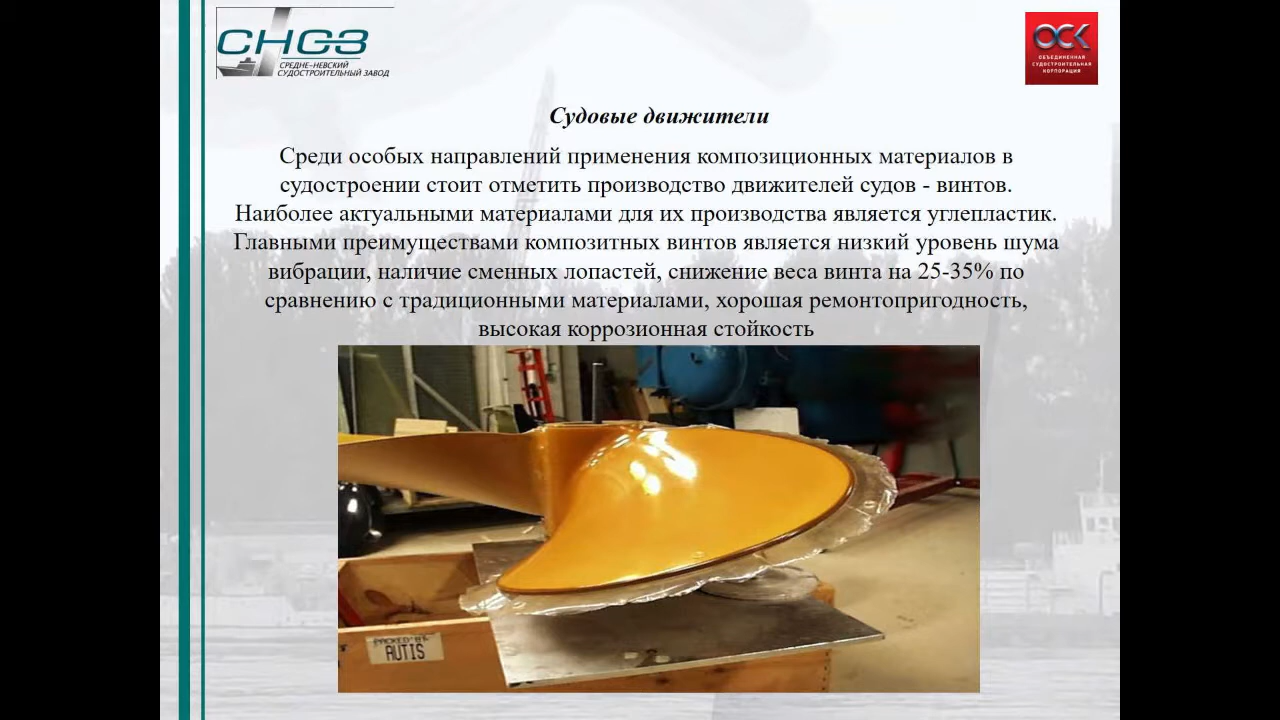 СНСЗ
СРЕДНЕ-НЕВСКИЙ
СУДОСТРОИТЕЛЬНЫЙ ЗАВОД
ОСК
ОБЪЕДИНЕННАЯ
СУДОСТРОИТЕЛЬНАЯ
КОРПОРАЦИЯ
Судовые движители
Среди особых направлений применения композиционных материалов в
судостроении стоит отметить производство движителей судов - винтов.
Наиболее актуальными материалами для их производства является углепластик.
Главными преимуществами композитных винтов является низкий уровень шума
вибрации, наличие сменных лопастей, снижение веса винта на 25-35% по
сравнению с традиционными материалами, хорошая ремонтопригодность,
высокая коррозионная стойкость
PACKED BY
AUTIS